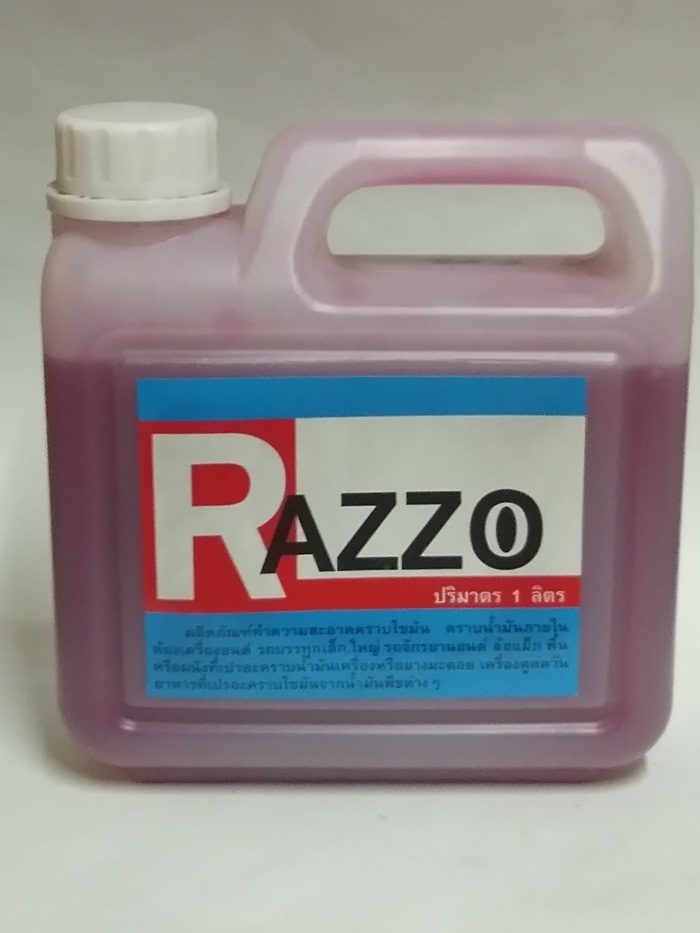 RAZZO
ปริมาตร 1 ลิตร
ผลิตภัณฑ์ทำความสะอาดคราบไขมัน คราบน้ำมันภายใน
ห้องเครื่องยนต์ รถบรรทุกเล็ก,ใหญ่ รถจักรยานยนต์ ล้อแม็ก พื้น
หรือผนังที่เปรอะคราบน้ำมันเครื่องหรือยางมะตอย เครื่องดูดควัน
อาหารที่เปรอะคราบไขมันจากน้ำมันพืชต่าง ๆ